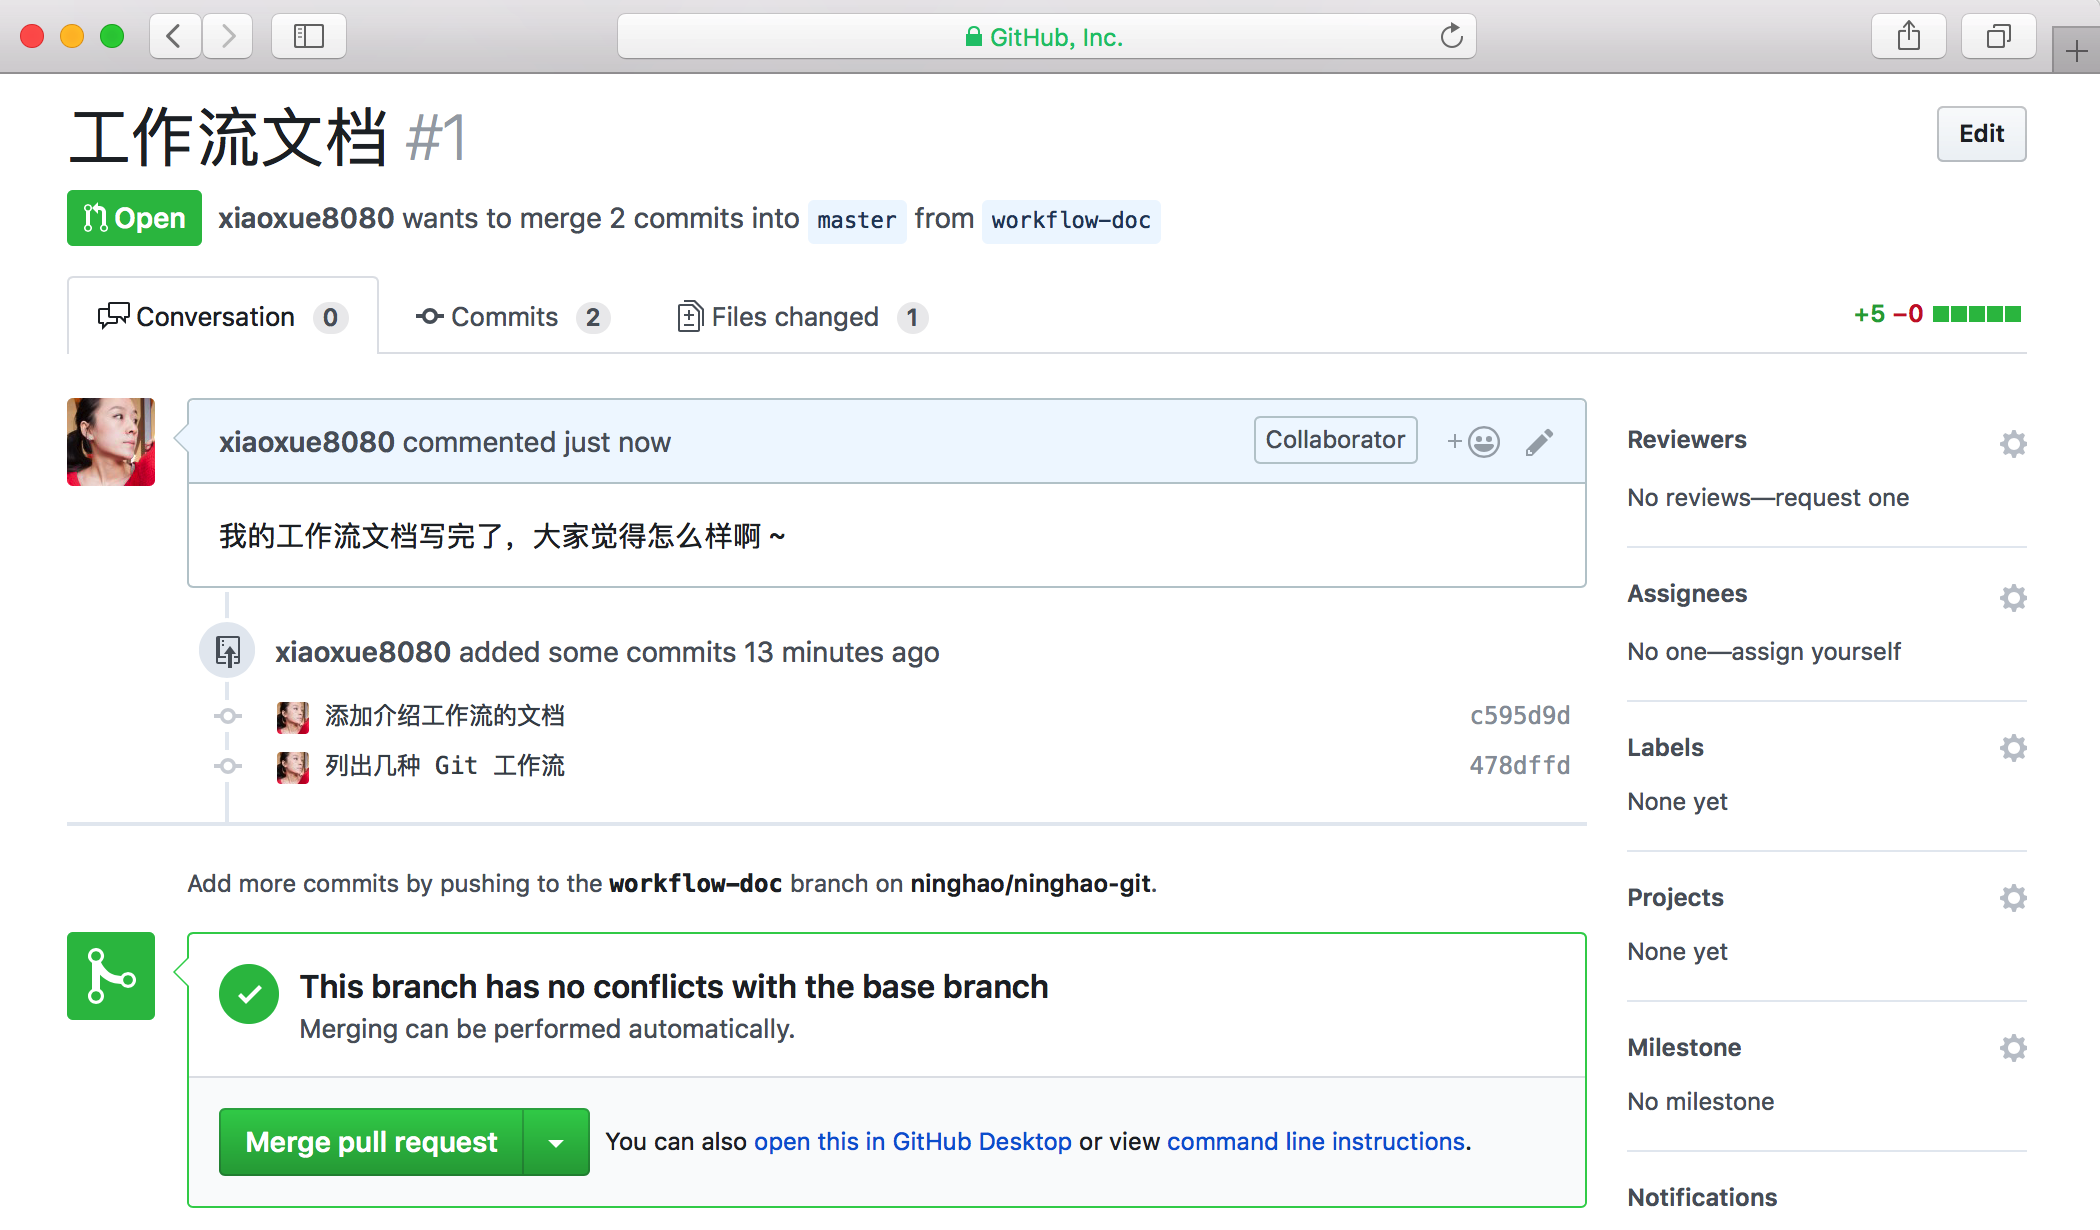 GitHub, Inc.
工作流文档 #1
Edit
Open xiaoxue8080 wants to merge 2 commits into master from workflow-doc
Conversation 0 Commits 2 Files changed 1 +5 −0
xiaoxue8080 commented just now Collaborator
我的工作流文档写完了，大家觉得怎么样啊 ~
xiaoxue8080 added some commits 13 minutes ago
添加介绍工作流的文档 c595d9d
列出几种 Git 工作流 478dffd
Add more commits by pushing to the workflow-doc branch on ninghao/ninghao-git.
This branch has no conflicts with the base branch
Merging can be performed automatically.
Merge pull request You can also open this in GitHub Desktop or view command line instructions.
Reviewers
No reviews—request one
Assignees
No one—assign yourself
Labels
None yet
Projects
None yet
Milestone
No milestone
Notifications